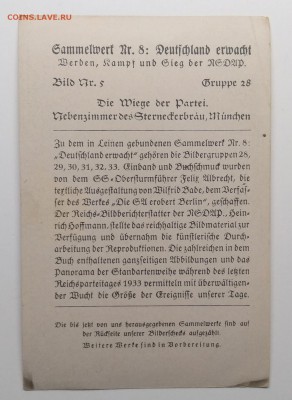 COINS.LAVE.RU
Sammelwerk Nr. 8: Deutschland erwacht
Werden, Kampf und Sieg der NSDAP.
Bild Nr. 5 Gruppe 28
Die Wiege der Partei.
Nebenzimmer des Sterneckerbräu, München
Zu dem in Leinen gebundenen Sammelwerk Nr. 8:
„Deutschland erwacht“ gehören die Bildergruppen 28,
29, 30, 31, 32, 33. Einband und Buchschmuck wurden
von dem SS-Obersturmführer Felix Albrecht, die
textliche Ausgestaltung von Wilfrid Bade, dem Verfas-
ser des Werkes „Die SA erobert Berlin“, geschaffen.
Der Reichs-Bildberichterstatter der NSDAP., Hein-
rich Hoffmann, stellte das reichhaltige Bildmaterial zur
Verfügung und übernahm die künstlerische Durch-
arbeitung der Reproduktionen. Die zahlreichen in dem
Buch enthaltenen ganzseitigen Abbildungen und das
Panorama der Standartenweihe während des letzten
Reichsparteitages 1933 vermitteln mit überwältigen-
der Wucht die Größe der Ereignisse unserer Tage.
Die bis jetzt von uns herausgegebenen Sammelwerke sind auf
der Rückseite unserer Bilderschecks aufgezählt.
Weitere Werke sind in Vorbereitung.